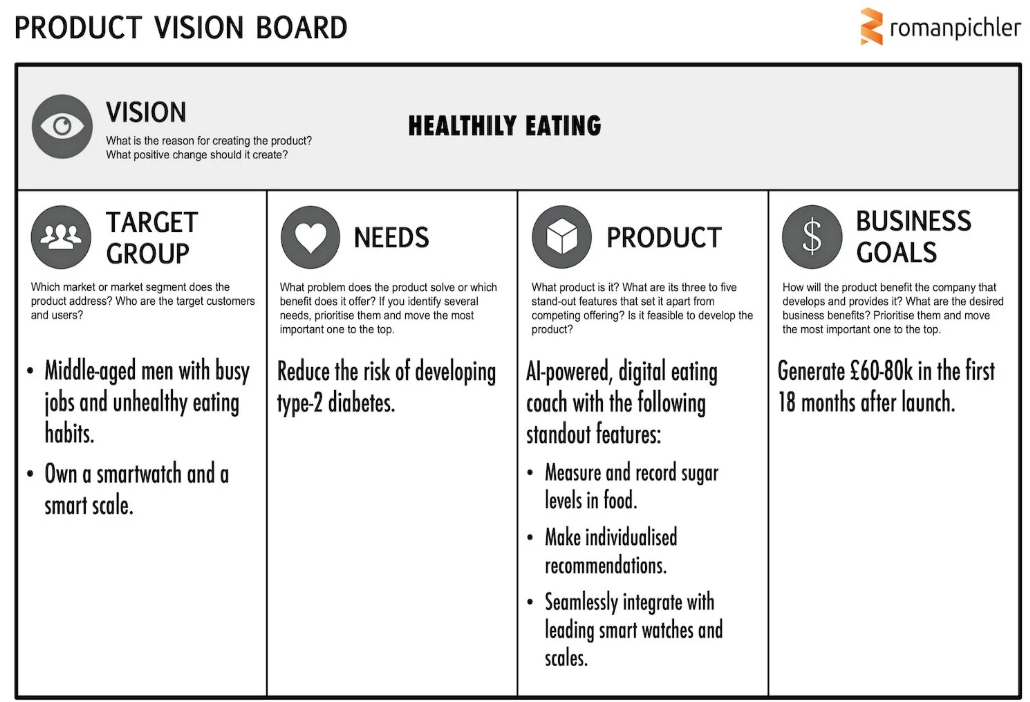 PRODUCT VISION BOARD
romanpichler
VISION
What is the reason for creating the product?
What positive change should it create?
HEALTHILY EATING
TARGET
GROUP
Which market or market segment does the
product address? Who are the target customers
and users?
• Middle-aged men with busy
jobs and unhealthy eating
habits.
• Own a smartwatch and a
smart scale.
NEEDS
What problem does the product solve or which
benefit does it offer? If you identify several
needs, prioritise them and move the most
important one to the top.
Reduce the risk of developing
type-2 diabetes.
PRODUCT
What product is it? What are its three to five
stand-out features that set it apart from
competing offering? Is it feasible to develop the
product?
AI-powered, digital eating
coach with the following
standout features:
• Measure and record sugar
levels in food.
• Make individualised
recommendations.
• Seamlessly integrate with
leading smart watches and
scales.
$
BUSINESS
GOALS
How will the product benefit the company that
develops and provides it? What are the desired
business benefits? Prioritise them and move
the most important one to the top.
Generate £60-80k in the first
18 months after launch.